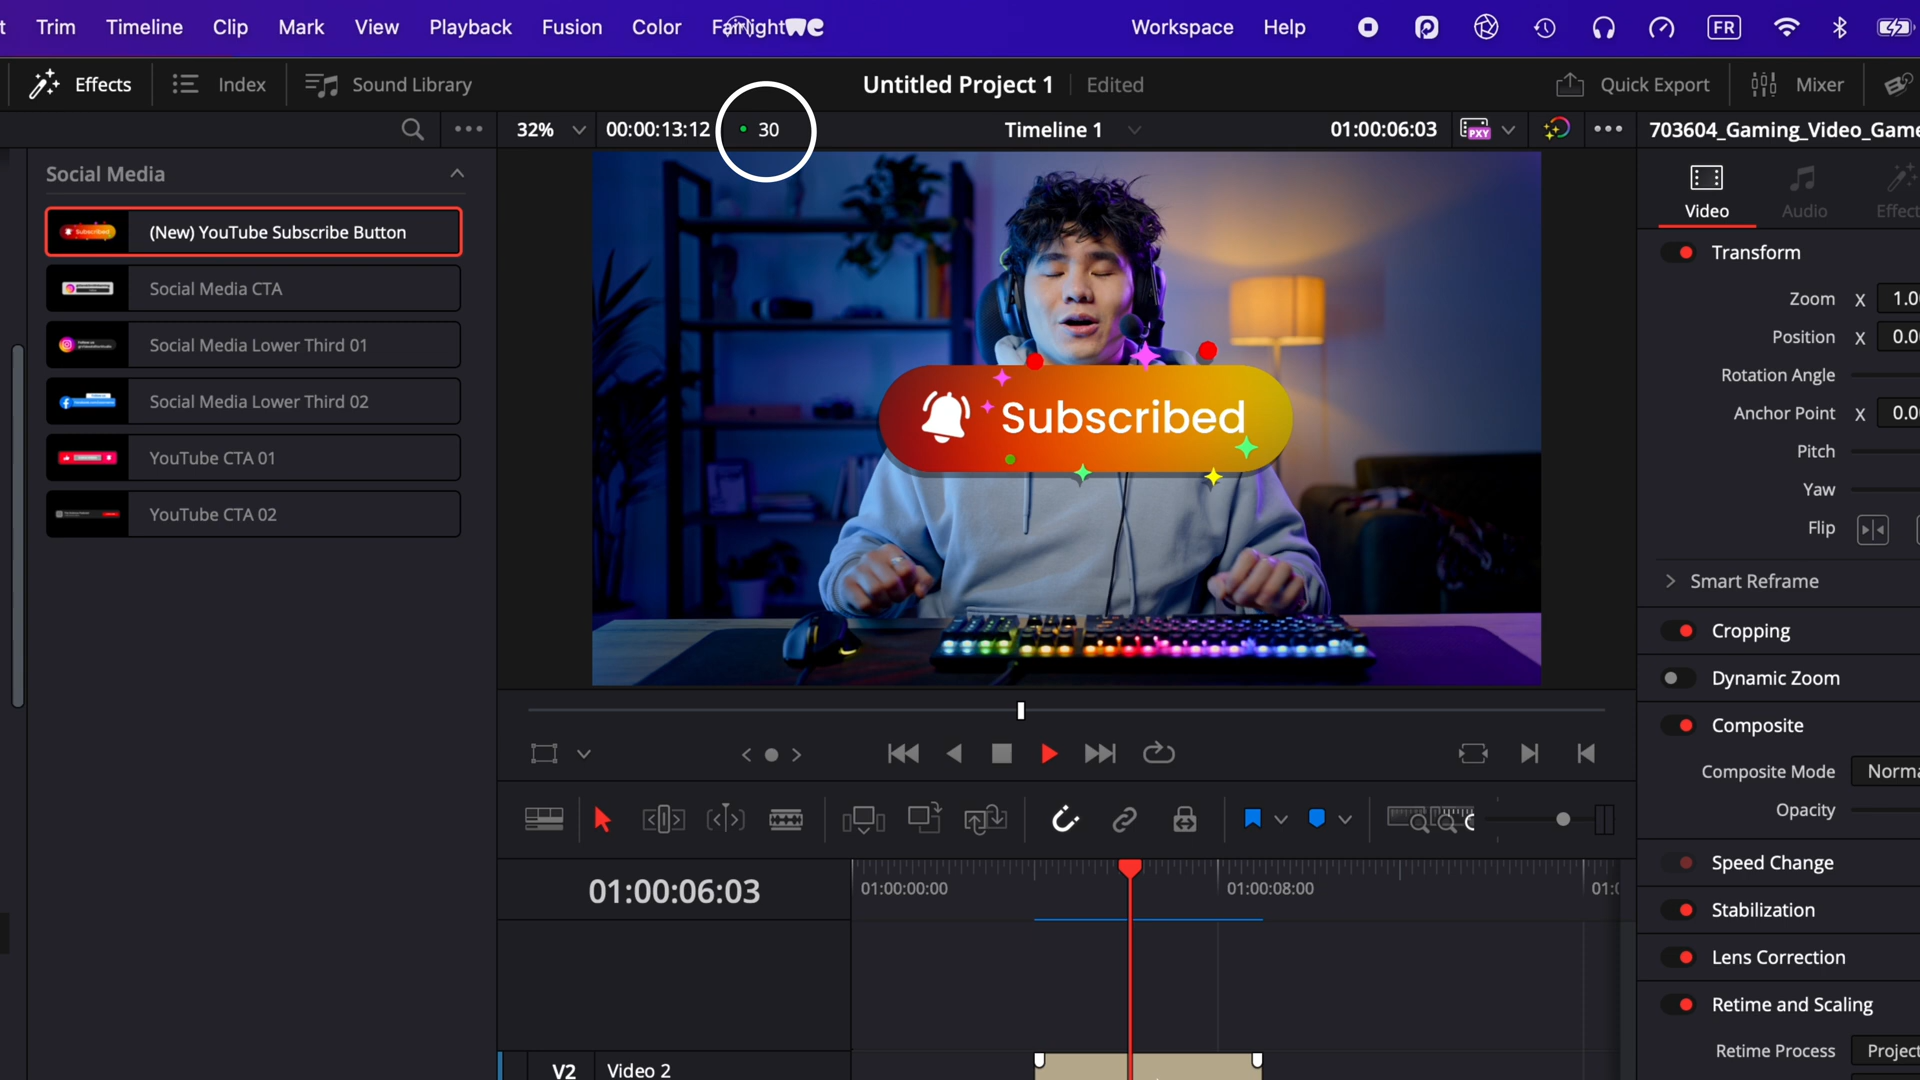 t Trim Timeline Clip Mark View Playback Fusion Color Fairlight Workspace Help FR
Effects Index Sound Library Untitled Project 1 Edited Quick Export Mixer
32% 00:00:13:12 30 Timeline 1 01:00:06:03 PXY 703604_Gaming_Video_Game
Social Media
Subscribed (New) YouTube Subscribe Button
Social Media CTA
Social Media Lower Third 01
Social Media Lower Third 02
YouTube CTA 01
YouTube CTA 02
Subscribed
Video Audio Effect
Transform
Zoom X 1.0
Position X 0.0
Rotation Angle
Anchor Point X 0.0
Pitch
Yaw
Flip
Smart Reframe
Cropping
Dynamic Zoom
Composite
Composite Mode Norma
Opacity
Speed Change
Stabilization
Lens Correction
Retime and Scaling
Retime Process Project
01:00:06:03 01:00:00:00 01:00:08:00 01:0
V2 Video 2